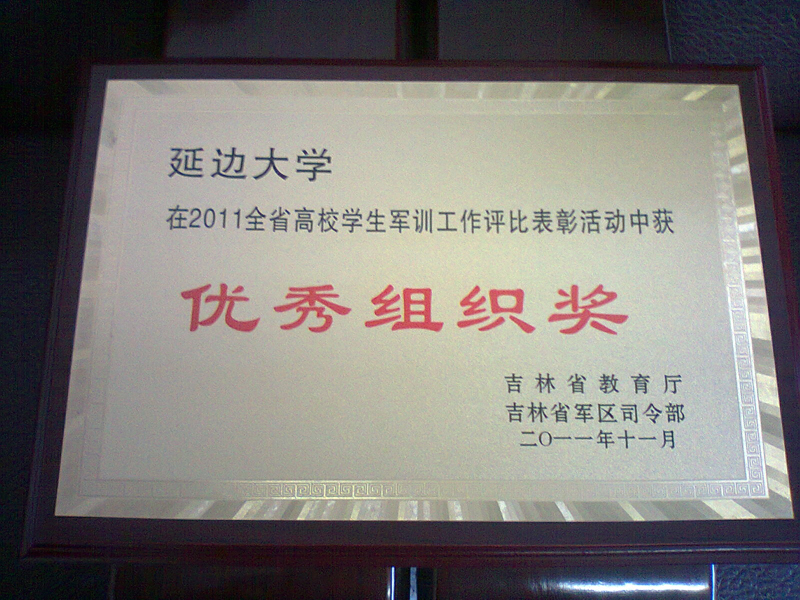 延边大学
在2011全省高校学生军训工作评比表彰活动中获
优秀组织奖
吉林省教育厅
吉林省军区司令部
二〇一一年十一月